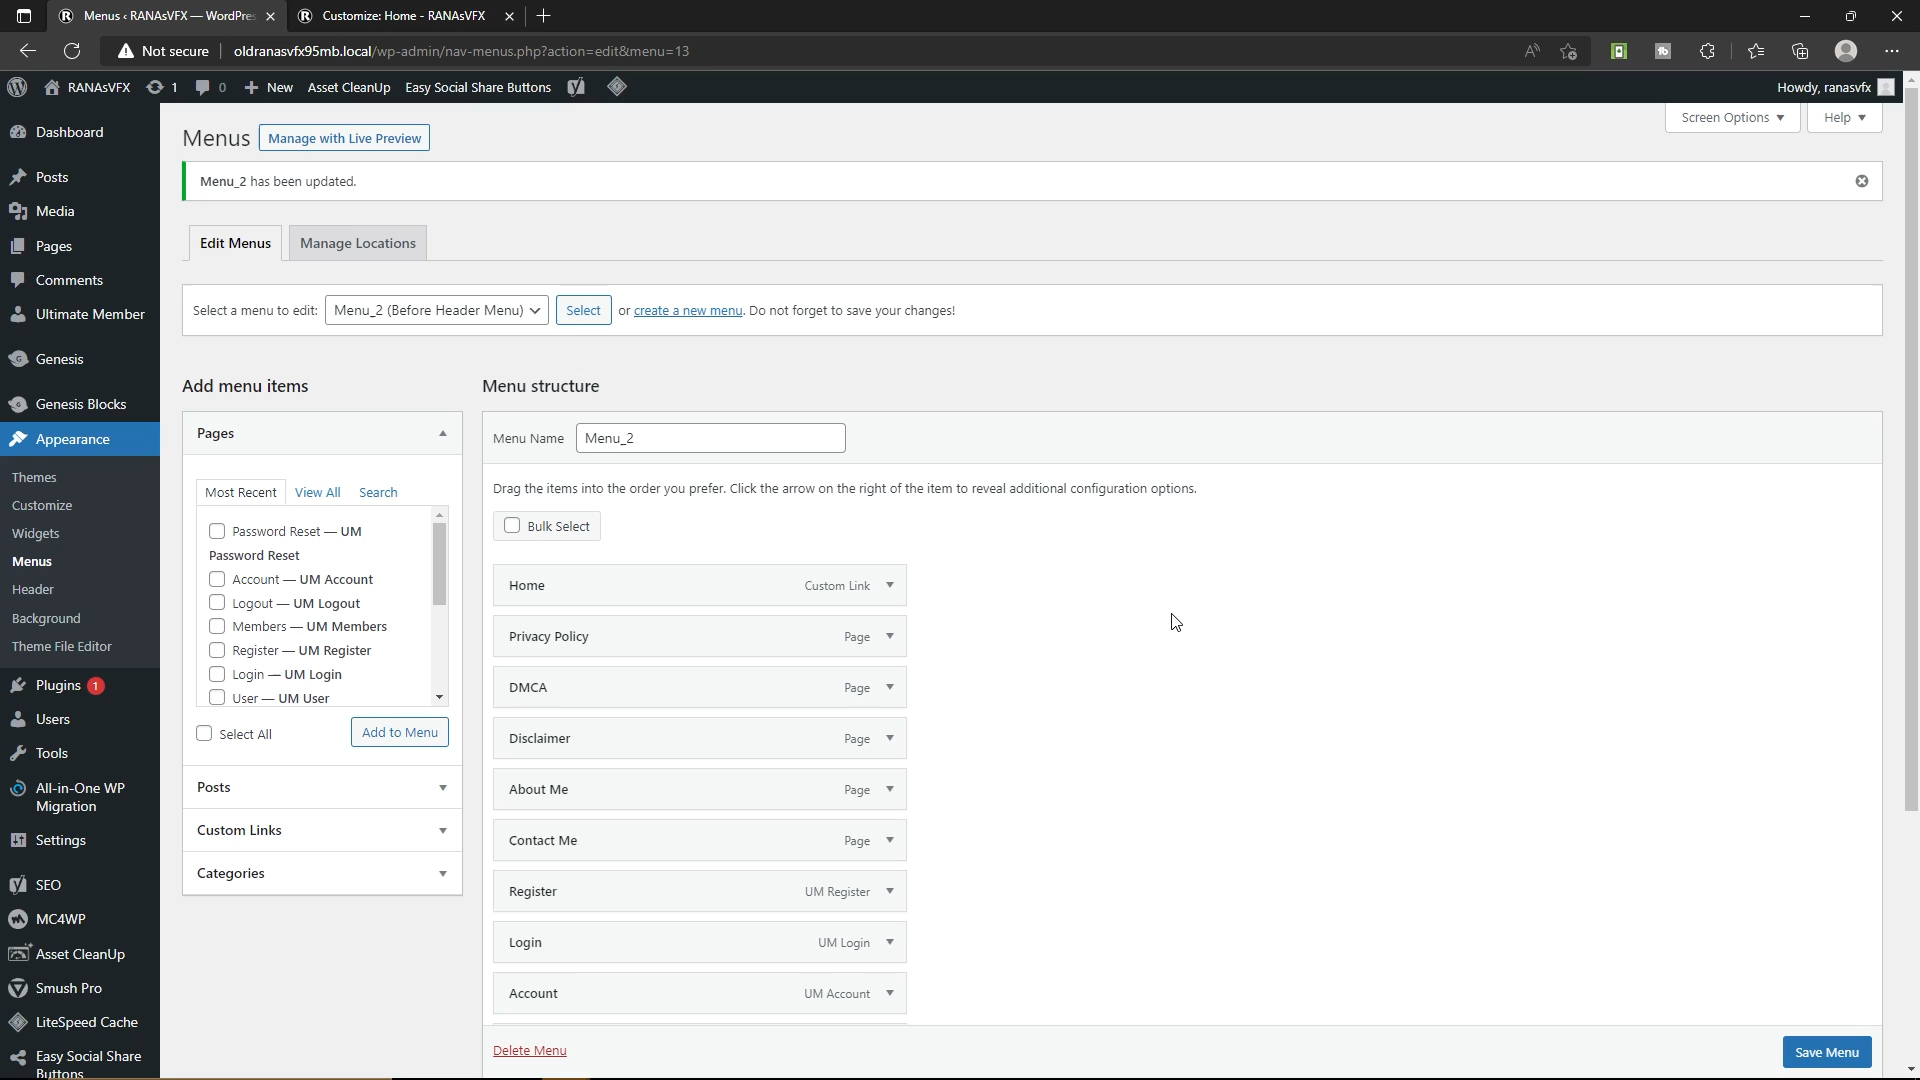 Menus ‹ RANAsVFX — WordPres
Customize: Home - RANAsVFX
Not secure
oldranasvfx95mb.local/wp-admin/nav-menus.php?action=edit&menu=13
RANAsVFX
1
0
New
Asset CleanUp
Easy Social Share Buttons
Howdy, ranasvfx
Screen Options
Help
Menus
Manage with Live Preview
Menu_2 has been updated.
Edit Menus
Manage Locations
Select a menu to edit:
Menu_2 (Before Header Menu)
Select
or create a new menu. Do not forget to save your changes!
Dashboard
Posts
Media
Pages
Comments
Ultimate Member
Genesis
Genesis Blocks
Appearance
Themes
Customize
Widgets
Menus
Header
Background
Theme File Editor
Plugins 1
Users
Tools
All-in-One WP
Migration
Settings
SEO
MC4WP
Asset CleanUp
Smush Pro
LiteSpeed Cache
Easy Social Share
Buttons
Add menu items
Pages
Most Recent
View All
Search
Password Reset — UM
Password Reset
Account — UM Account
Logout — UM Logout
Members — UM Members
Register — UM Register
Login — UM Login
User — UM User
Select All
Add to Menu
Posts
Custom Links
Categories
Menu structure
Menu Name
Menu_2
Drag the items into the order you prefer. Click the arrow on the right of the item to reveal additional configuration options.
Bulk Select
Home Custom Link
Privacy Policy Page
DMCA Page
Disclaimer Page
About Me Page
Contact Me Page
Register UM Register
Login UM Login
Account UM Account
Delete Menu
Save Menu